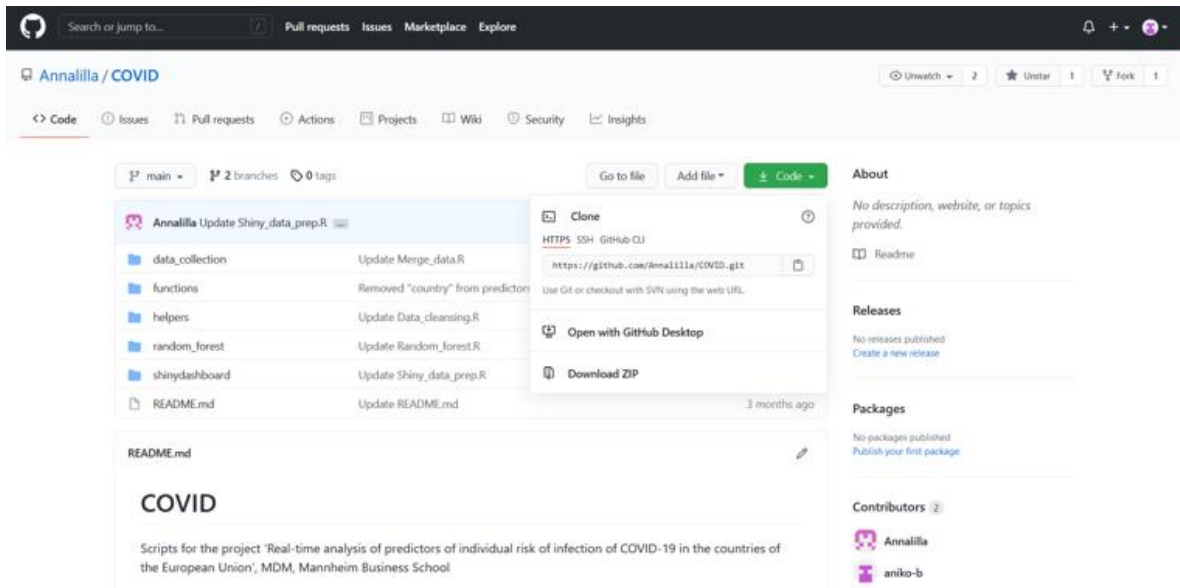 Search or jump to... /
Pull requests Issues Marketplace Explore
Annalilla / COVID
Unwatch 2 Unstar 1 Fork 1
Code Issues Pull requests Actions Projects Wiki Security Insights
main 2 branches 0 tags
Go to file Add file Code
Annalilla Update Shiny_data_prep.R
data_collection Update Merge_data.R
functions Removed "country" from predictors
helpers Update Data_cleansing.R
random_forest Update Random_forest.R
shinydashboard Update Shiny_data_prep.R
README.md Update README.md 3 months ago
Clone
HTTPS SSH GitHub CLI
https://github.com/Annalilla/COVID.git
Use Git or checkout with SVN using the web URL.
Open with GitHub Desktop
Download ZIP
README.md
COVID
Scripts for the project 'Real-time analysis of predictors of individual risk of infection of COVID-19 in the countries of
the European Union', MDM, Mannheim Business School
About
No description, website, or topics
provided.
Readme
Releases
No releases published
Create a new release
Packages
No packages published
Publish your first package
Contributors 2
Annalilla
aniko-b